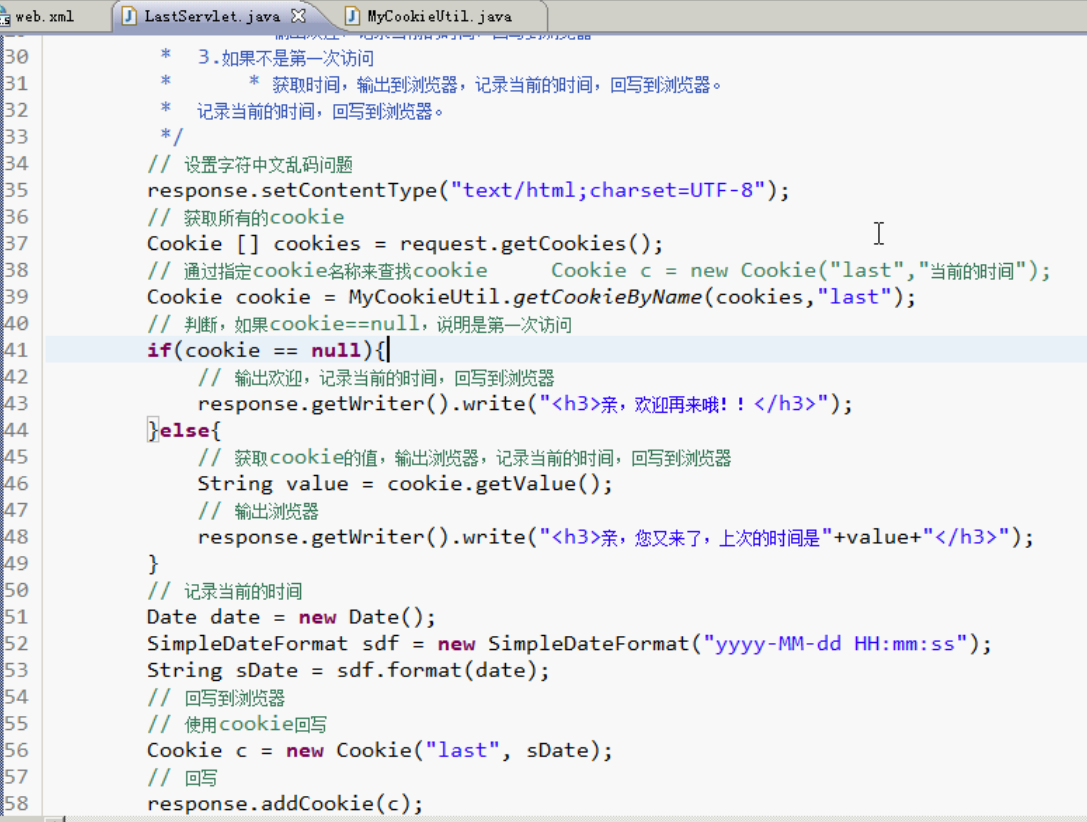 web.xml LastServlet.java MyCookieUtil.java
30 * 3.如果不是第一次访问
31 * * 获取时间，输出到浏览器，记录当前的时间，回写到浏览器。
32 * 记录当前的时间，回写到浏览器。
33 */
34 // 设置字符中文乱码问题
35 response.setContentType("text/html;charset=UTF-8");
36 // 获取所有的cookie
37 Cookie [] cookies = request.getCookies();
38 // 通过指定cookie名称来查找cookie Cookie c = new Cookie("last","当前的时间");
39 Cookie cookie = MyCookieUtil.getCookieByName(cookies,"last");
40 // 判断，如果cookie==null，说明是第一次访问
41 if(cookie == null){
42 // 输出欢迎，记录当前的时间，回写到浏览器
43 response.getWriter().write("<h3>亲，欢迎再来哦！！</h3>");
44 }else{
45 // 获取cookie的值，输出浏览器，记录当前的时间，回写到浏览器
46 String value = cookie.getValue();
47 // 输出浏览器
48 response.getWriter().write("<h3>亲，您又来了，上次的时间是"+value+"</h3>");
49 }
50 // 记录当前的时间
51 Date date = new Date();
52 SimpleDateFormat sdf = new SimpleDateFormat("yyyy-MM-dd HH:mm:ss");
53 String sDate = sdf.format(date);
54 // 回写到浏览器
55 // 使用cookie回写
56 Cookie c = new Cookie("last", sDate);
57 // 回写
58 response.addCookie(c);